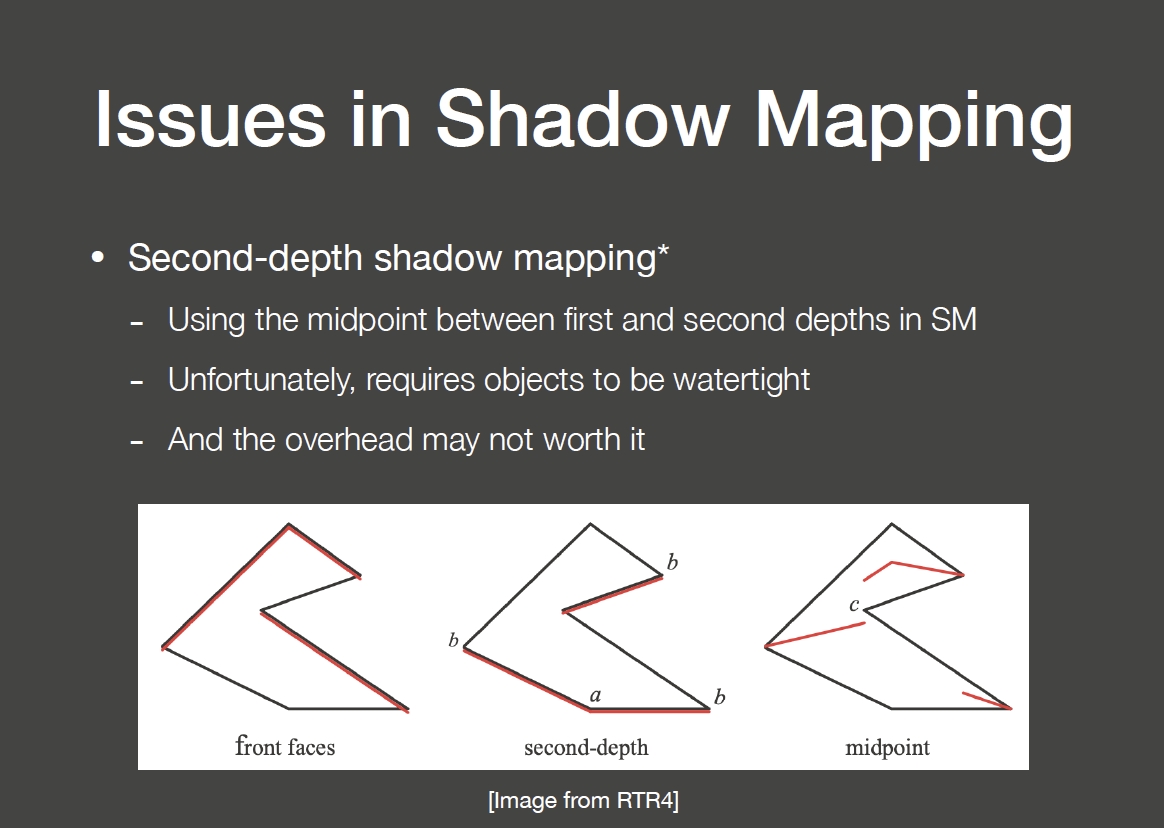 Issues in Shadow Mapping
• Second-depth shadow mapping*
- Using the midpoint between first and second depths in SM
- Unfortunately, requires objects to be watertight
- And the overhead may not worth it
b
c
b
a
b
front faces
second-depth
midpoint
[Image from RTR4]